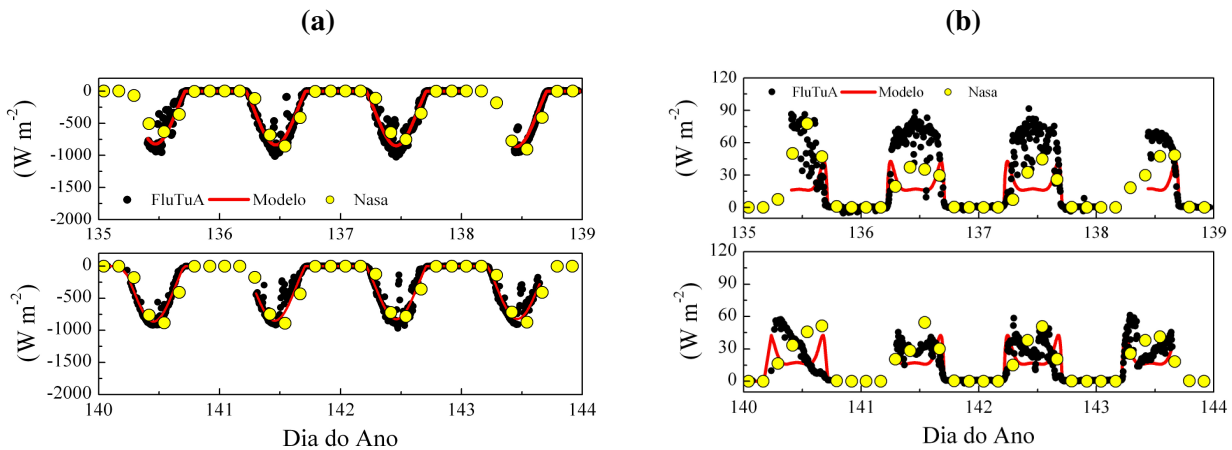 (a)
(b)
0
-500
-1000
-1500
-2000
(W m-2)
FluTuA Modelo Nasa
135 136 137 138 139
120
90
60
30
0
(W m-2)
FluTuA Modelo Nasa
135 136 137 138 139
0
-500
-1000
-1500
-2000
(W m-2)
140 141 142 143 144
Dia do Ano
120
90
60
30
0
(W m-2)
140 141 142 143 144
Dia do Ano